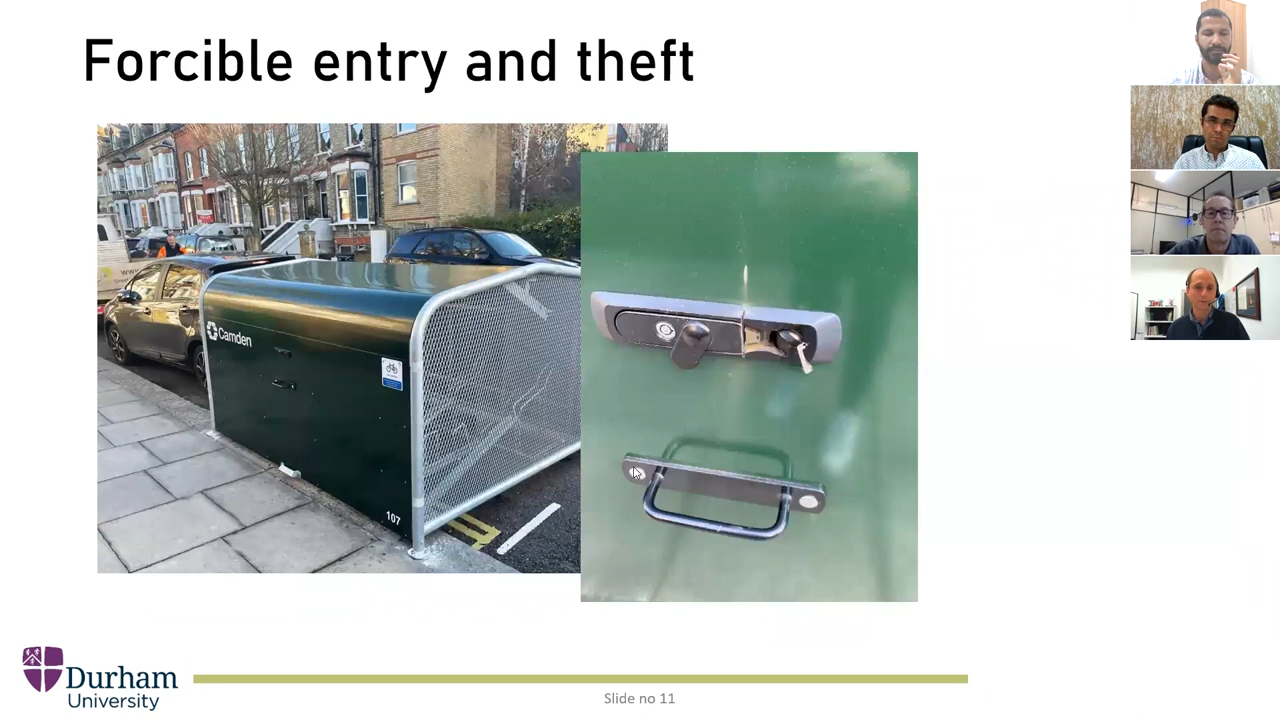 Forcible entry and theft
Camden
107
Durham
University
Slide no 11